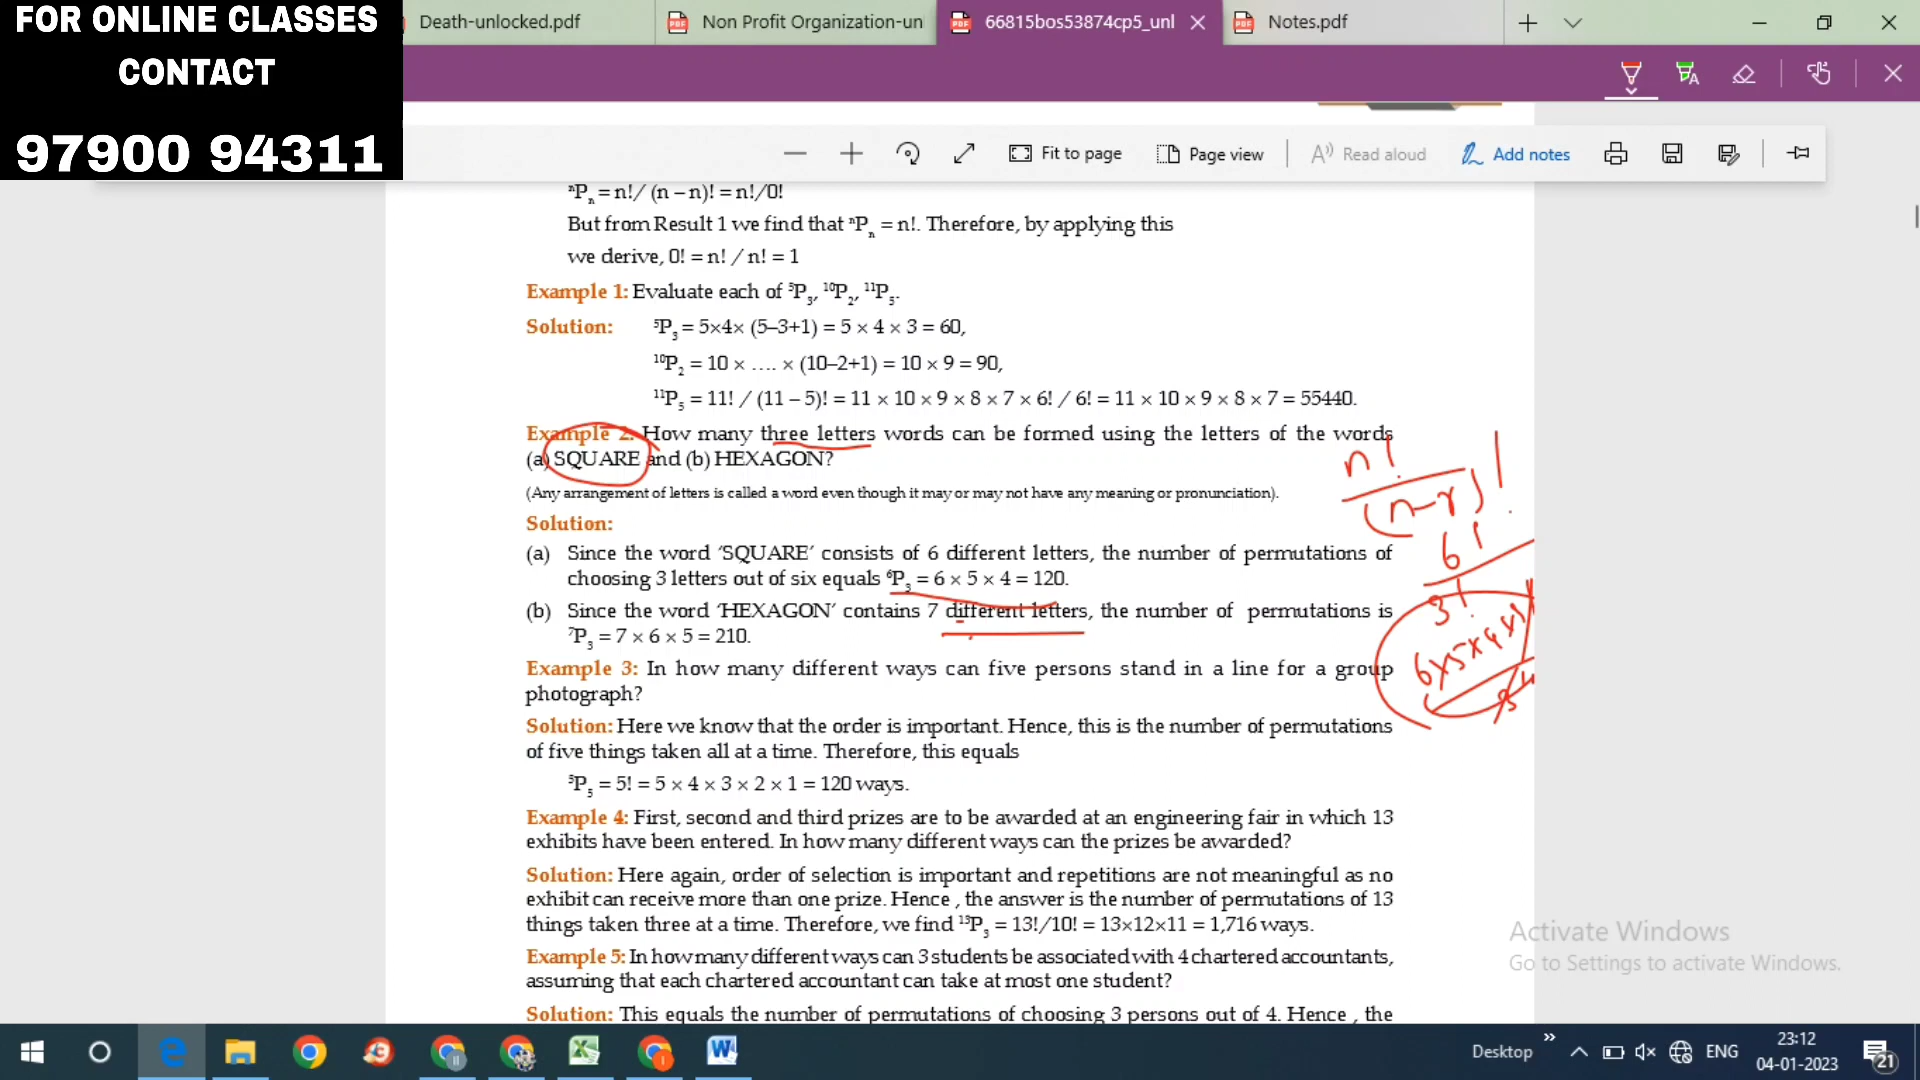 FOR ONLINE CLASSES
CONTACT
97900 94311
Death-unlocked.pdf
Non Profit Organization-un
66815bos53874cp5_unl
Notes.pdf
Fit to page
Page view
Read aloud
Add notes
ⁿPₙ = n!/ (n – n)! = n!/0!
But from Result 1 we find that ⁿPₙ = n!. Therefore, by applying this
we derive, 0! = n! / n! = 1
Example 1: Evaluate each of ⁵P₃, ¹⁰P₂, ¹¹P₅.
Solution: ⁵P₃ = 5×4× (5–3+1) = 5 × 4 × 3 = 60,
¹⁰P₂ = 10 × …. × (10–2+1) = 10 × 9 = 90,
¹¹P₅ = 11! / (11 – 5)! = 11 × 10 × 9 × 8 × 7 × 6! / 6! = 11 × 10 × 9 × 8 × 7 = 55440.
Example 2: How many three letters words can be formed using the letters of the words
(a) SQUARE and (b) HEXAGON?
(Any arrangement of letters is called a word even though it may or may not have any meaning or pronunciation).
Solution:
(a) Since the word ‘SQUARE’ consists of 6 different letters, the number of permutations of
choosing 3 letters out of six equals ⁶P₃ = 6 × 5 × 4 = 120.
(b) Since the word ‘HEXAGON’ contains 7 different letters, the number of permutations is
⁷P₃ = 7 × 6 × 5 = 210.
Example 3: In how many different ways can five persons stand in a line for a group
photograph?
Solution: Here we know that the order is important. Hence, this is the number of permutations
of five things taken all at a time. Therefore, this equals
⁵P₅ = 5! = 5 × 4 × 3 × 2 × 1 = 120 ways.
Example 4: First, second and third prizes are to be awarded at an engineering fair in which 13
exhibits have been entered. In how many different ways can the prizes be awarded?
Solution: Here again, order of selection is important and repetitions are not meaningful as no
exhibit can receive more than one prize. Hence , the answer is the number of permutations of 13
things taken three at a time. Therefore, we find ¹³P₃ = 13!/10! = 13×12×11 = 1,716 ways.
Example 5: In how many different ways can 3 students be associated with 4 chartered accountants,
assuming that each chartered accountant can take at most one student?
Solution: This equals the number of permutations of choosing 3 persons out of 4. Hence , the
n!
(n-r)!
6!
3!
6×5×4×
Activate Windows
Go to Settings to activate Windows.
Desktop
ENG
23:12
04-01-2023
21